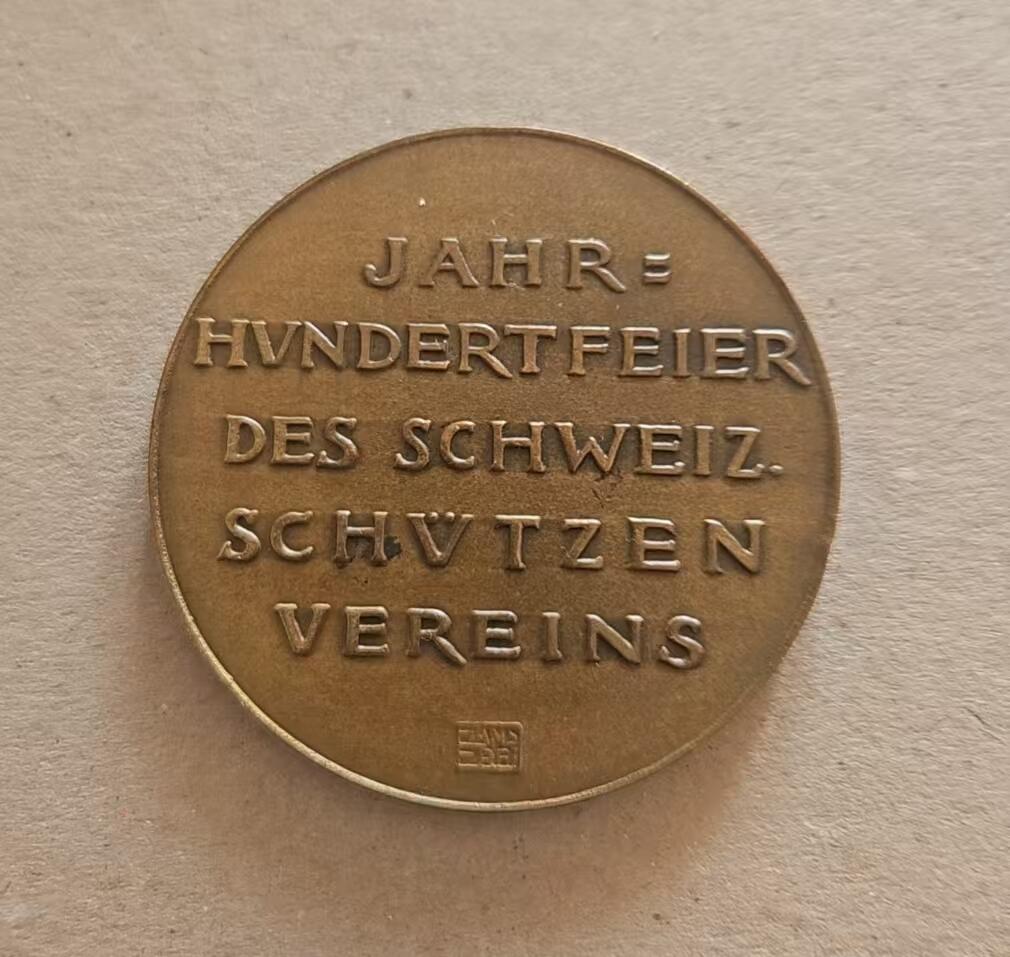 JAHR=
HVNDERTFEIER
DES SCHWEIZ.
SCHV̈TZEN
VEREINS